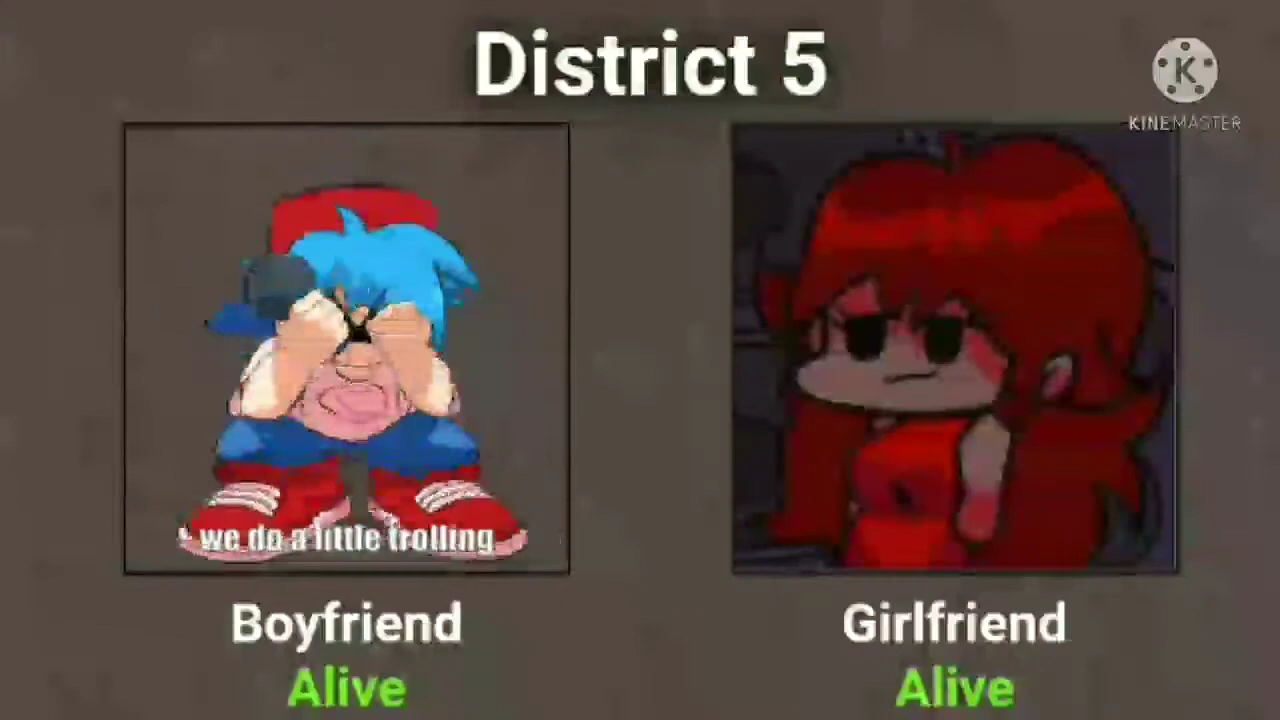 District 5
K
KINEMASTER
we do a little trolling
Boyfriend
Girlfriend
Alive
Alive